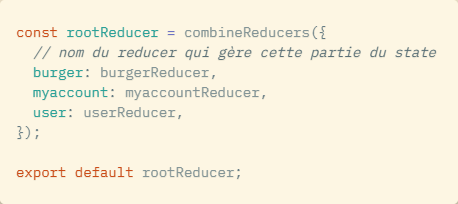 const rootReducer = combineReducers({
  // nom du reducer qui gère cette partie du state
  burger: burgerReducer,
  myaccount: myaccountReducer,
  user: userReducer,
});

export default rootReducer;